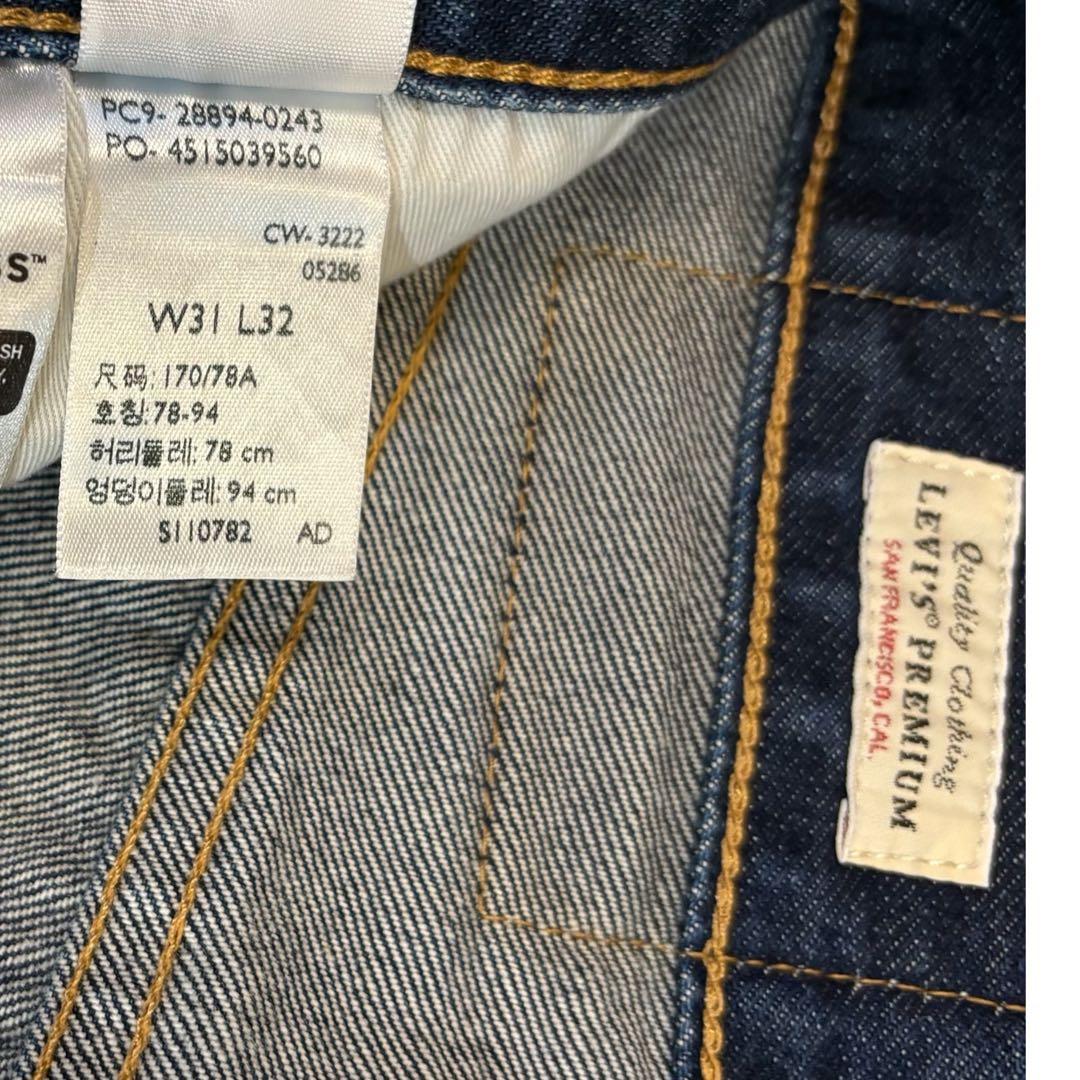 PC9- 28894-0243
PO- 4515039560
CW- 3222
05286
W31 L32
尺码: 170/78A
호칭: 78-94
허리둘레: 78 cm
엉덩이둘레: 94 cm
S110782 AD
SS™
SH
%
Quality Clothing
LEVI'S® PREMIUM
SAN FRANCISCO, CAL.